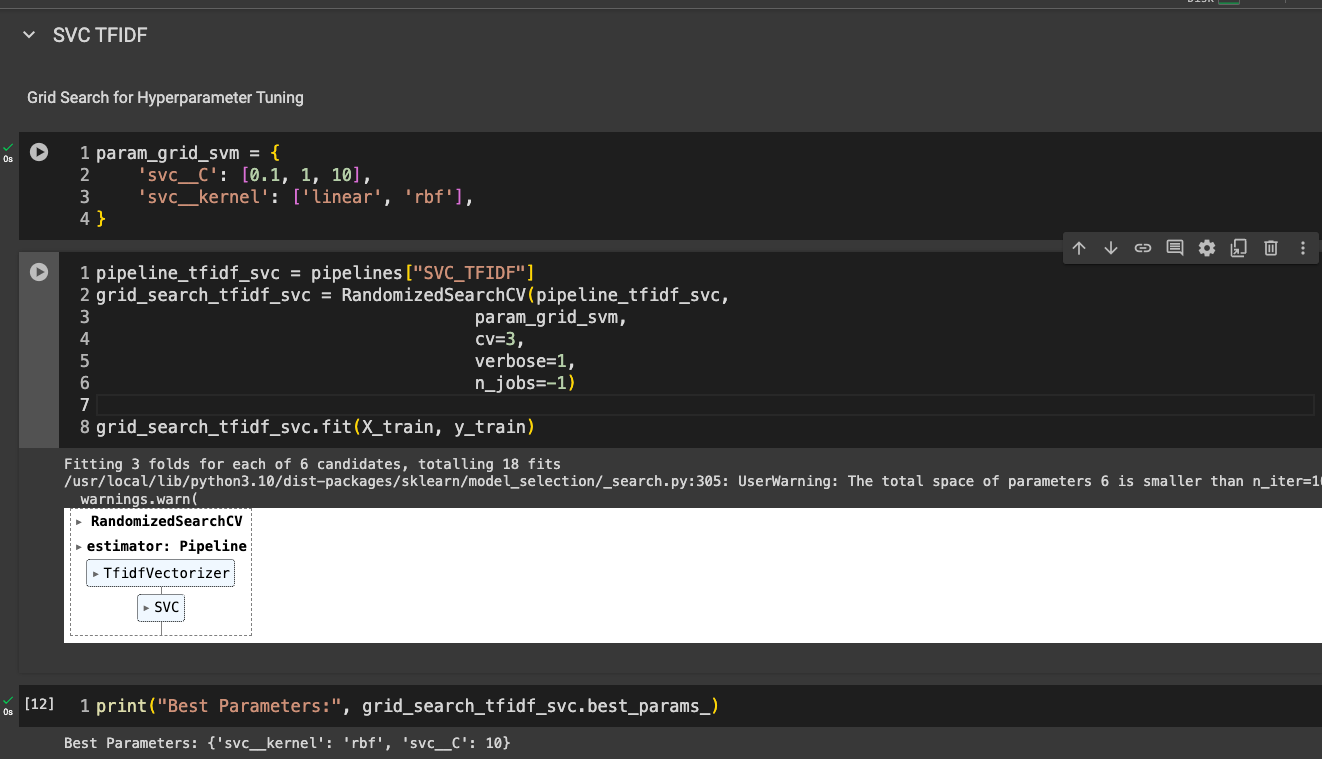 SVC TFIDF
Grid Search for Hyperparameter Tuning
0s
1 param_grid_svm = {
2     'svc__C': [0.1, 1, 10],
3     'svc__kernel': ['linear', 'rbf'],
4 }
1 pipeline_tfidf_svc = pipelines["SVC_TFIDF"]
2 grid_search_tfidf_svc = RandomizedSearchCV(pipeline_tfidf_svc,
3                                      param_grid_svm,
4                                      cv=3,
5                                      verbose=1,
6                                      n_jobs=-1)
7
8 grid_search_tfidf_svc.fit(X_train, y_train)
Fitting 3 folds for each of 6 candidates, totalling 18 fits
/usr/local/lib/python3.10/dist-packages/sklearn/model_selection/_search.py:305: UserWarning: The total space of parameters 6 is smaller than
  warnings.warn(
RandomizedSearchCV
estimator: Pipeline
TfidfVectorizer
SVC
0s
[12] 1 print("Best Parameters:", grid_search_tfidf_svc.best_params_)
Best Parameters: {'svc__kernel': 'rbf', 'svc__C': 10}